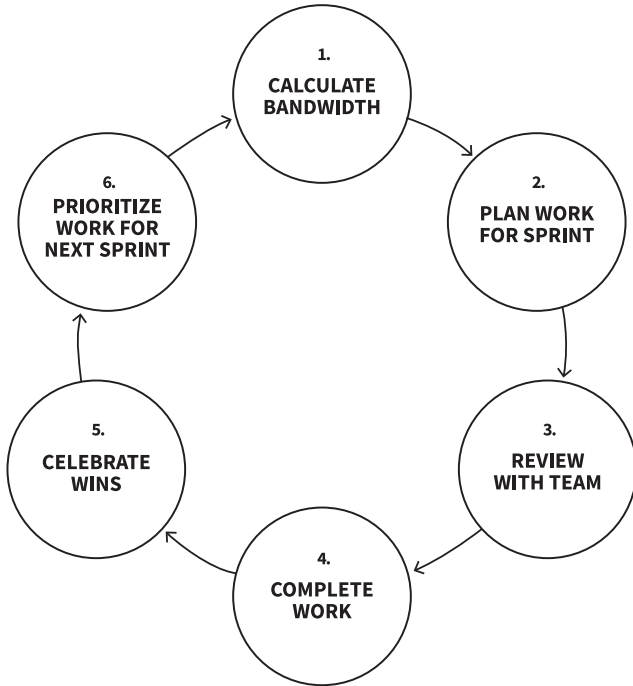 1.
CALCULATE
BANDWIDTH
2.
PLAN WORK
FOR SPRINT
3.
REVIEW
WITH TEAM
4.
COMPLETE
WORK
5.
CELEBRATE
WINS
6.
PRIORITIZE
WORK FOR
NEXT SPRINT